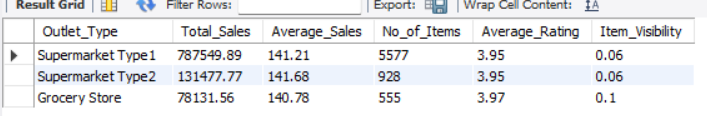 Result Grid Filter Rows: Export: Wrap Cell Content: IA
Outlet_Type Total_Sales Average_Sales No_of_Items Average_Rating Item_Visibility
Supermarket Type1 787549.89 141.21 5577 3.95 0.06
Supermarket Type2 131477.77 141.68 928 3.95 0.06
Grocery Store 78131.56 140.78 555 3.97 0.1